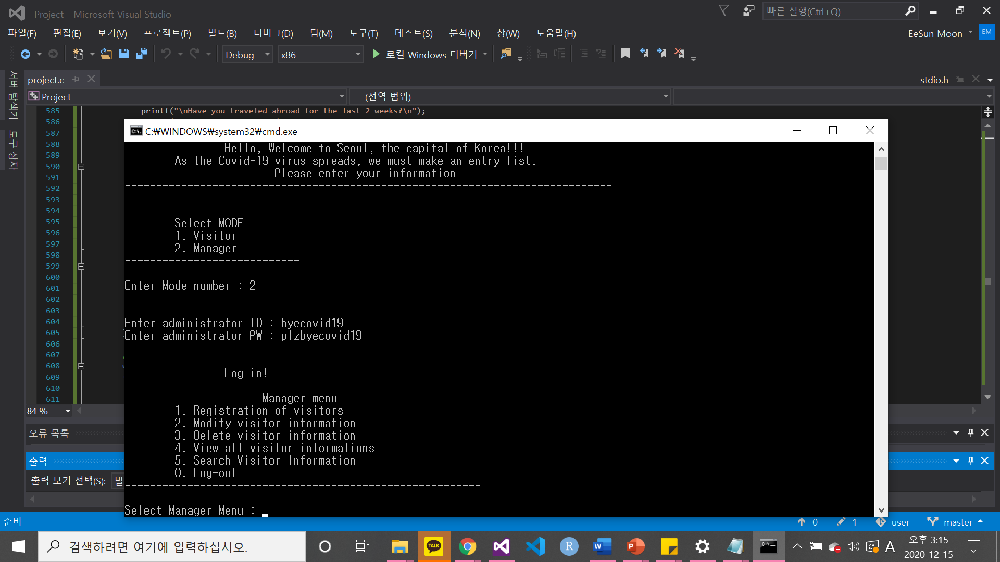 Project - Microsoft Visual Studio
빠른 실행(Ctrl+Q)
파일(F) 편집(E) 보기(V) 프로젝트(P) 빌드(B) 디버그(D) 팀(M) 도구(T) 테스트(S) 분석(N) 창(W) 도움말(H)
EeSun Moon EM
Debug x86 로컬 Windows 디버거
서버 탐색기
도구 상자
project.c stdio.h
Project (전역 범위)
585 printf("\nHave you traveled abroad for the last 2 weeks?\n");
586
587
588
589
590
591
592
593
594
595
596
597
598
599
600
601
602
603
604
605
606
607
608
609
610
611
84 %
오류 목록
출력
출력 보기 선택(S): 빌
C:₩WINDOWS₩system32₩cmd.exe
Hello, Welcome to Seoul, the capital of Korea!!!
As the Covid-19 virus spreads, we must make an entry list.
Please enter your information
------------------------------------------------------------------------------
--------Select MODE---------
1. Visitor
2. Manager
----------------------------
Enter Mode number : 2
Enter administrator ID : byecovid19
Enter administrator PW : plzbyecovid19
Log-in!
----------------------Manager menu-----------------------
1. Registration of visitors
2. Modify visitor information
3. Delete visitor information
4. View all visitor informations
5. Search Visitor Information
0. Log-out
---------------------------------------------------------
Select Manager Menu :
준비 0 1 user master
검색하려면 여기에 입력하십시오.
TALK
A
오후 3:15
2020-12-15